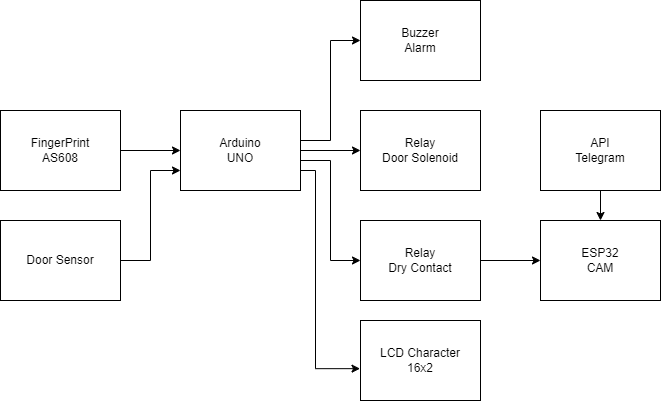 Buzzer
Alarm
FingerPrint
AS608
Arduino
UNO
Relay
Door Solenoid
API
Telegram
Door Sensor
Relay
Dry Contact
ESP32
CAM
LCD Character
16x2